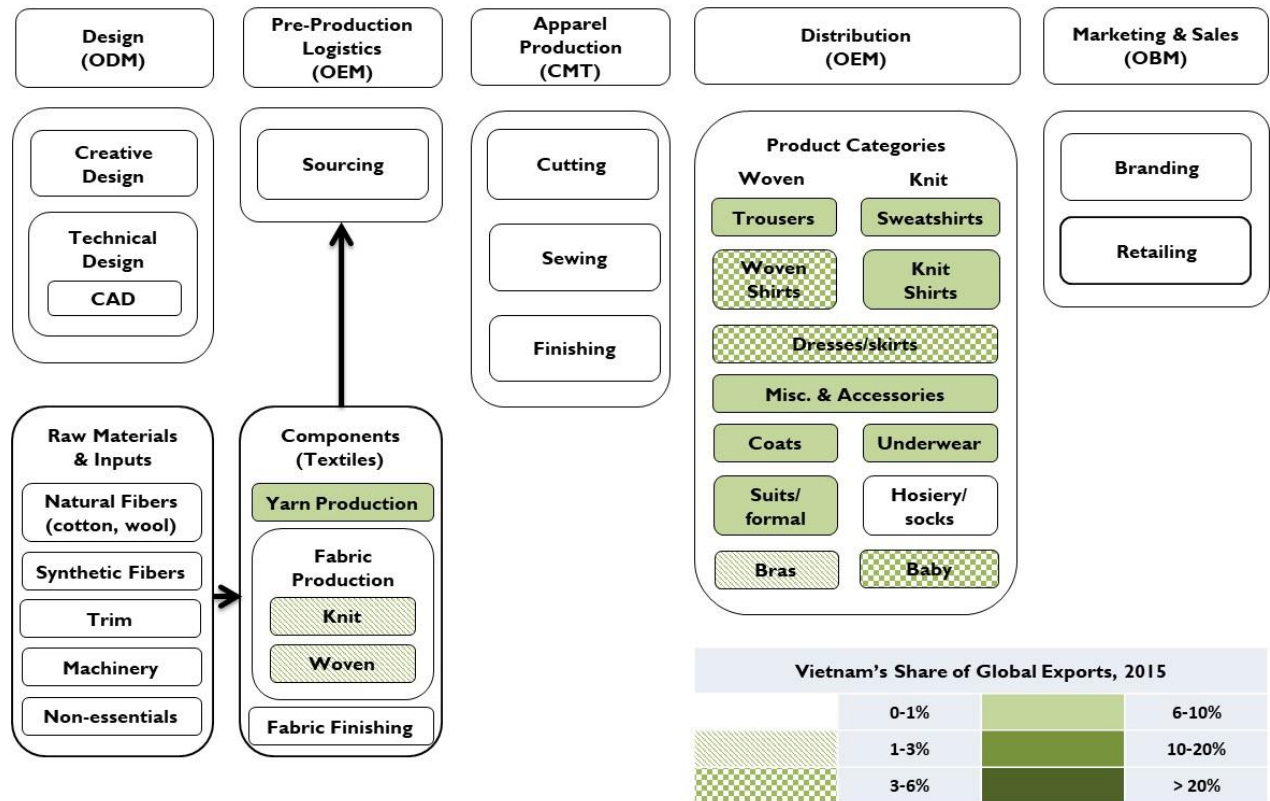 Design
(ODM)
Pre-Production
Logistics
(OEM)
Apparel
Production
(CMT)
Distribution
(OEM)
Marketing & Sales
(OBM)
Creative
Design
Technical
Design
CAD
Sourcing
Cutting
Sewing
Finishing
Product Categories
Woven
Knit
Trousers
Sweatshirts
Woven
Shirts
Knit
Shirts
Dresses/skirts
Misc. & Accessories
Coats
Underwear
Suits/
formal
Hosiery/
socks
Bras
Baby
Branding
Retailing
Raw Materials
& Inputs
Natural Fibers
(cotton, wool)
Synthetic Fibers
Trim
Machinery
Non-essentials
Components
(Textiles)
Yarn Production
Fabric
Production
Knit
Woven
Fabric Finishing
Vietnam's Share of Global Exports, 2015
0-1%
6-10%
1-3%
10-20%
3-6%
> 20%